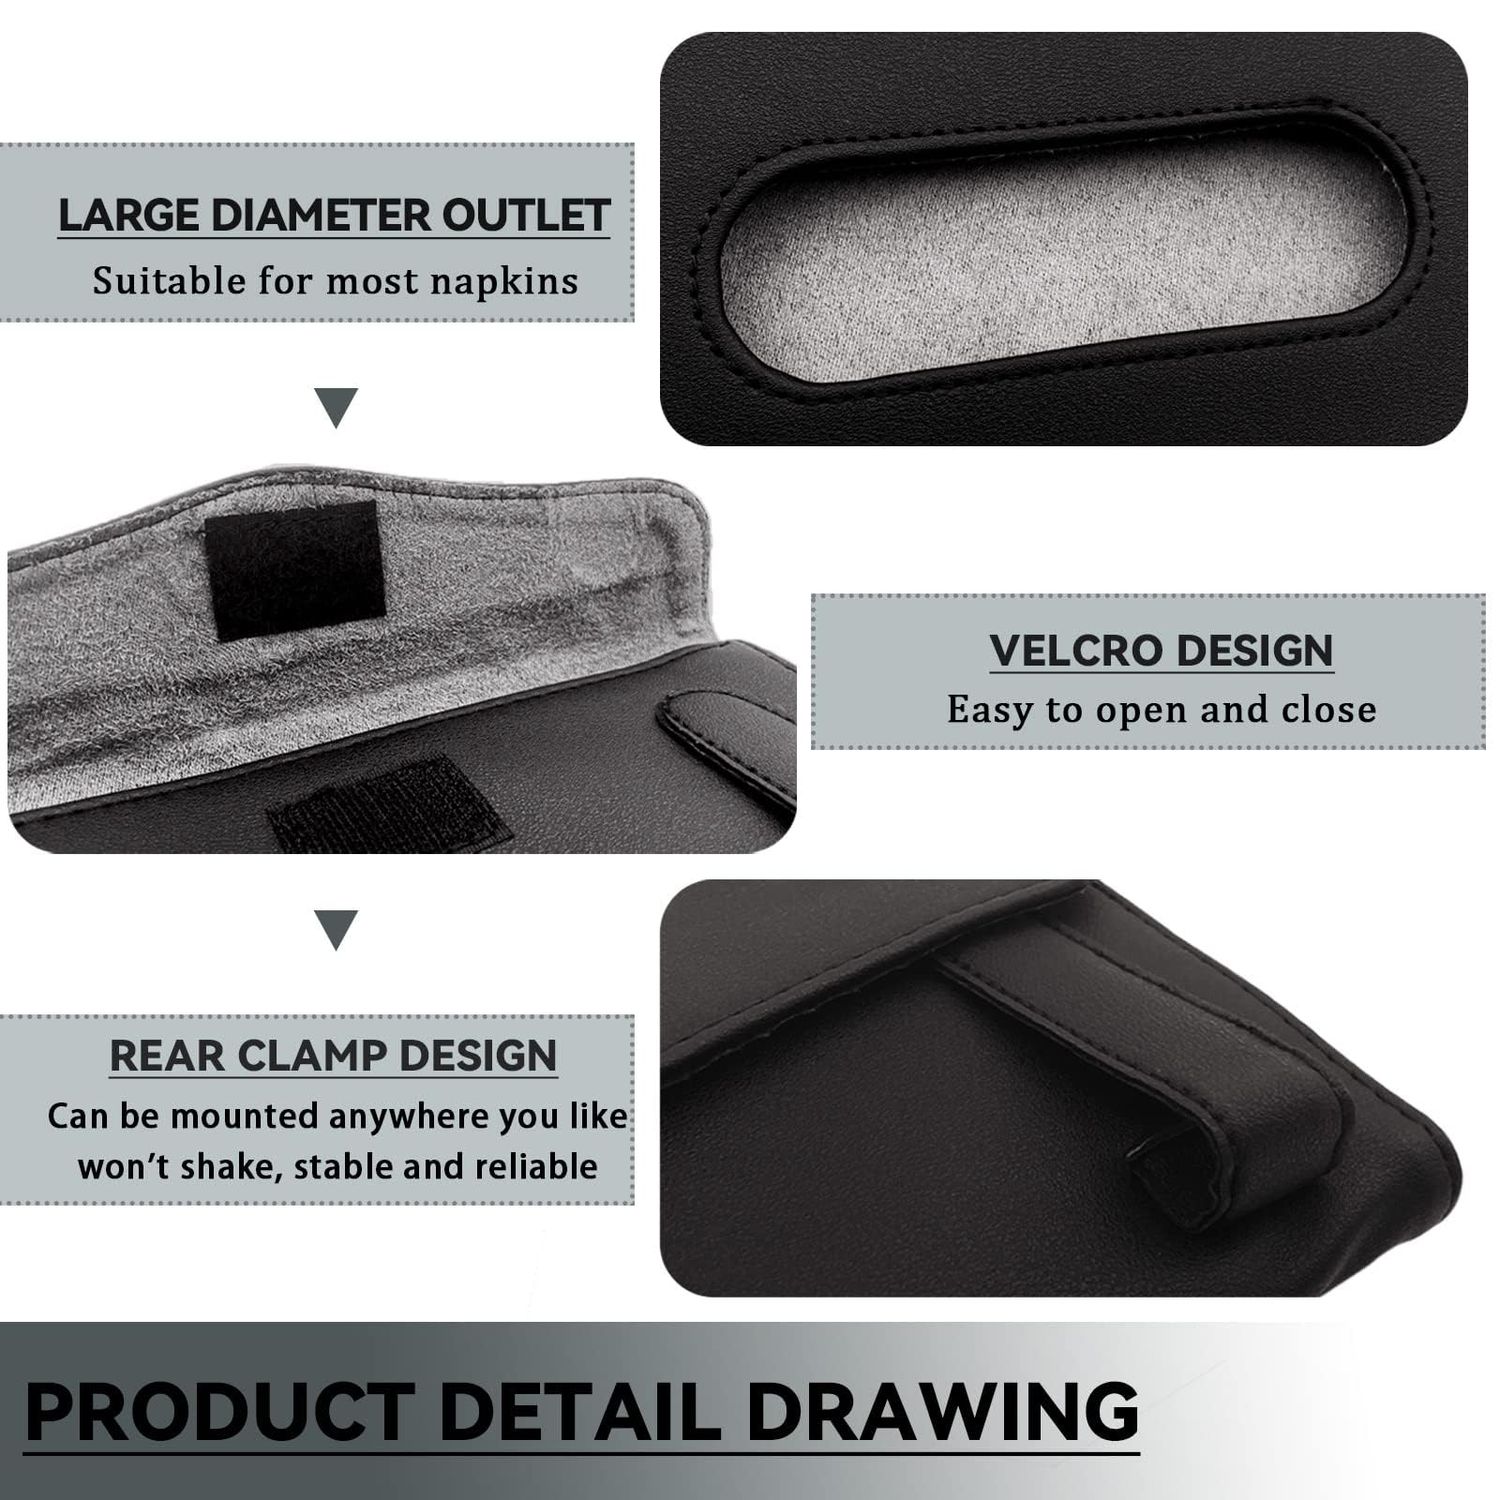 LARGE DIAMETER OUTLET
Suitable for most napkins
VELCRO DESIGN
Easy to open and close
REAR CLAMP DESIGN
Can be mounted anywhere you like
won't shake, stable and reliable
PRODUCT DETAIL DRAWING